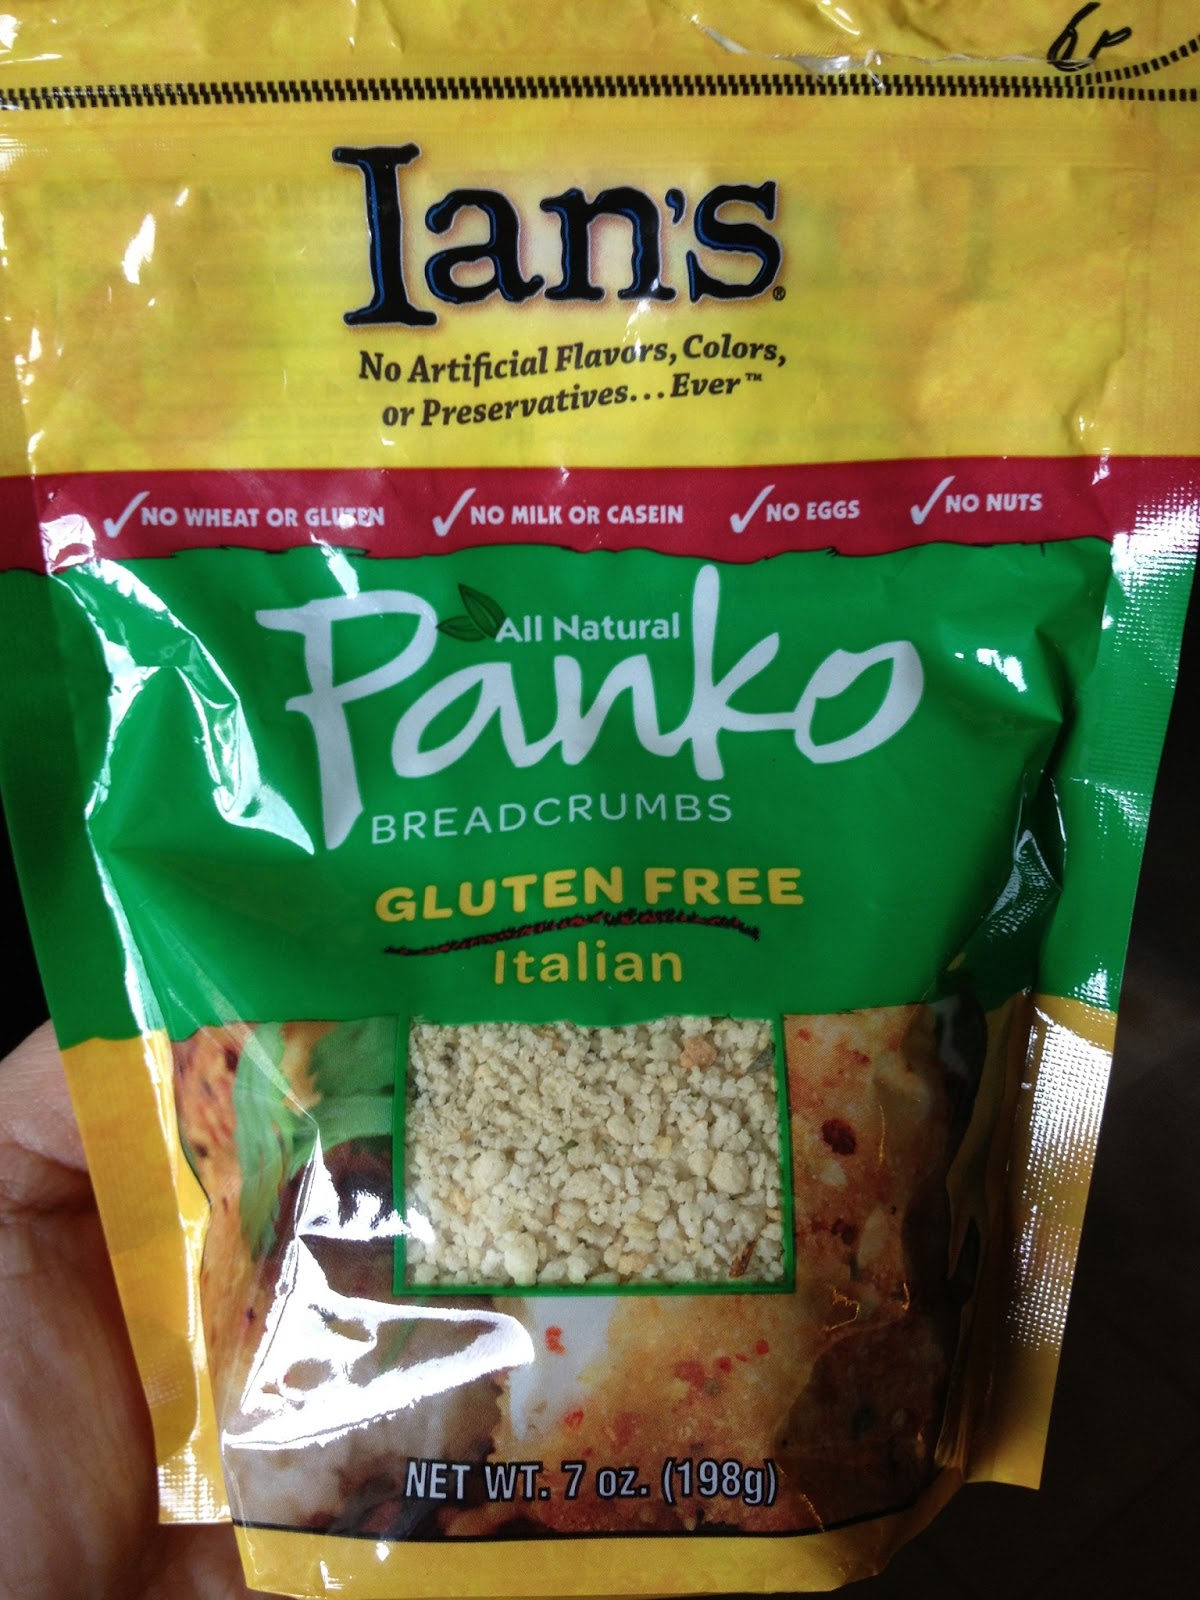 6P
Ian's®
No Artificial Flavors, Colors,
or Preservatives...Ever™
✓NO WHEAT OR GLUTEN ✓NO MILK OR CASEIN ✓NO EGGS ✓NO NUTS
All Natural
Panko
BREADCRUMBS
GLUTEN FREE
Italian
NET WT. 7 oz. (198g)